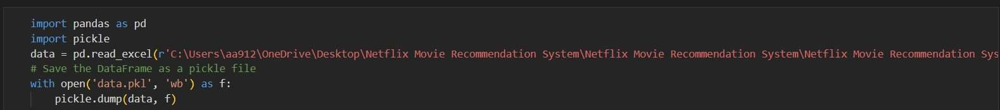 import pandas as pd
import pickle
data = pd.read_excel(r'C:\Users\aa912\OneDrive\Desktop\Netflix Movie Recommendation System\Netflix Movie Recommendation System\Netflix Movie Recommendation Sys
# Save the DataFrame as a pickle file
with open('data.pkl', 'wb') as f:
    pickle.dump(data, f)